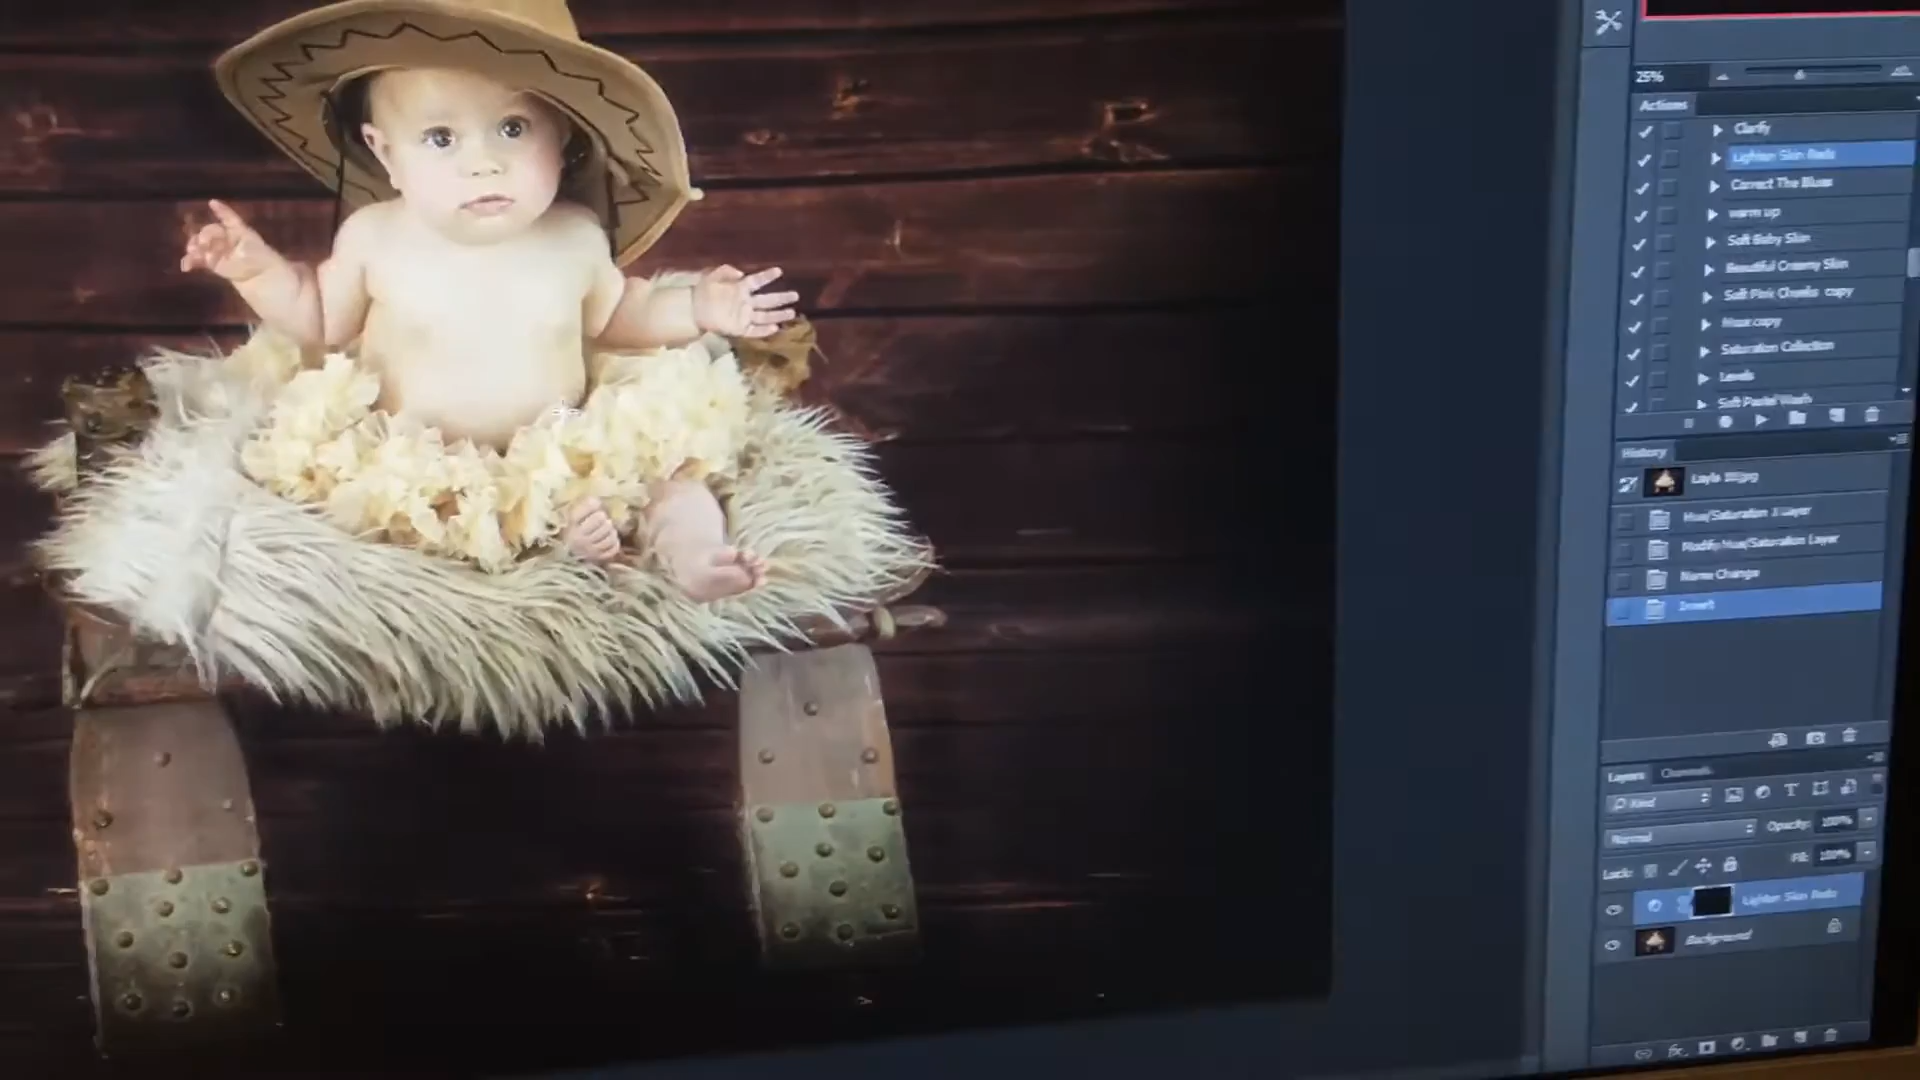 25%
Actions
Clarify
Lighten Skin Reds
Correct The Blues
warm up
Soft Baby Skin
Beautiful Creamy Skin
Soft Pink Cheeks copy
Haze copy
Saturation Collection
Levels
Soft Pastel Wash
History
Hue/Saturation 1 Layer
Modify Hue/Saturation Layer
Name Change
Invert
Layers
Channels
Kind
Normal
Opacity: 100%
Lock:
Fill: 100%
Lighten Skin Reds
Background